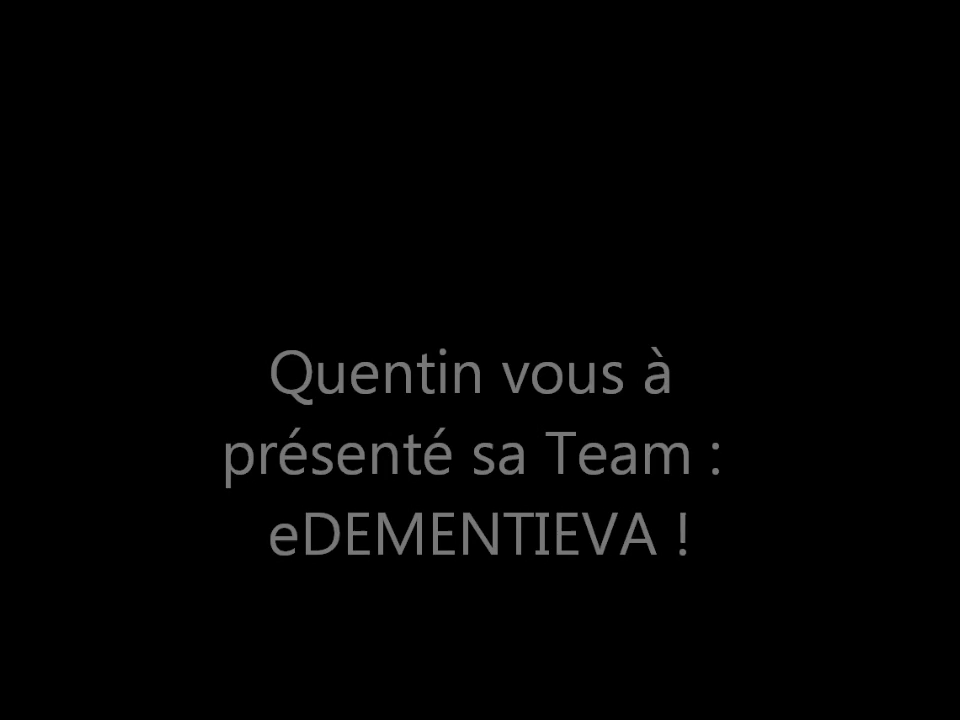 Quentin vous à
présenté sa Team :
eDEMENTIEVA !